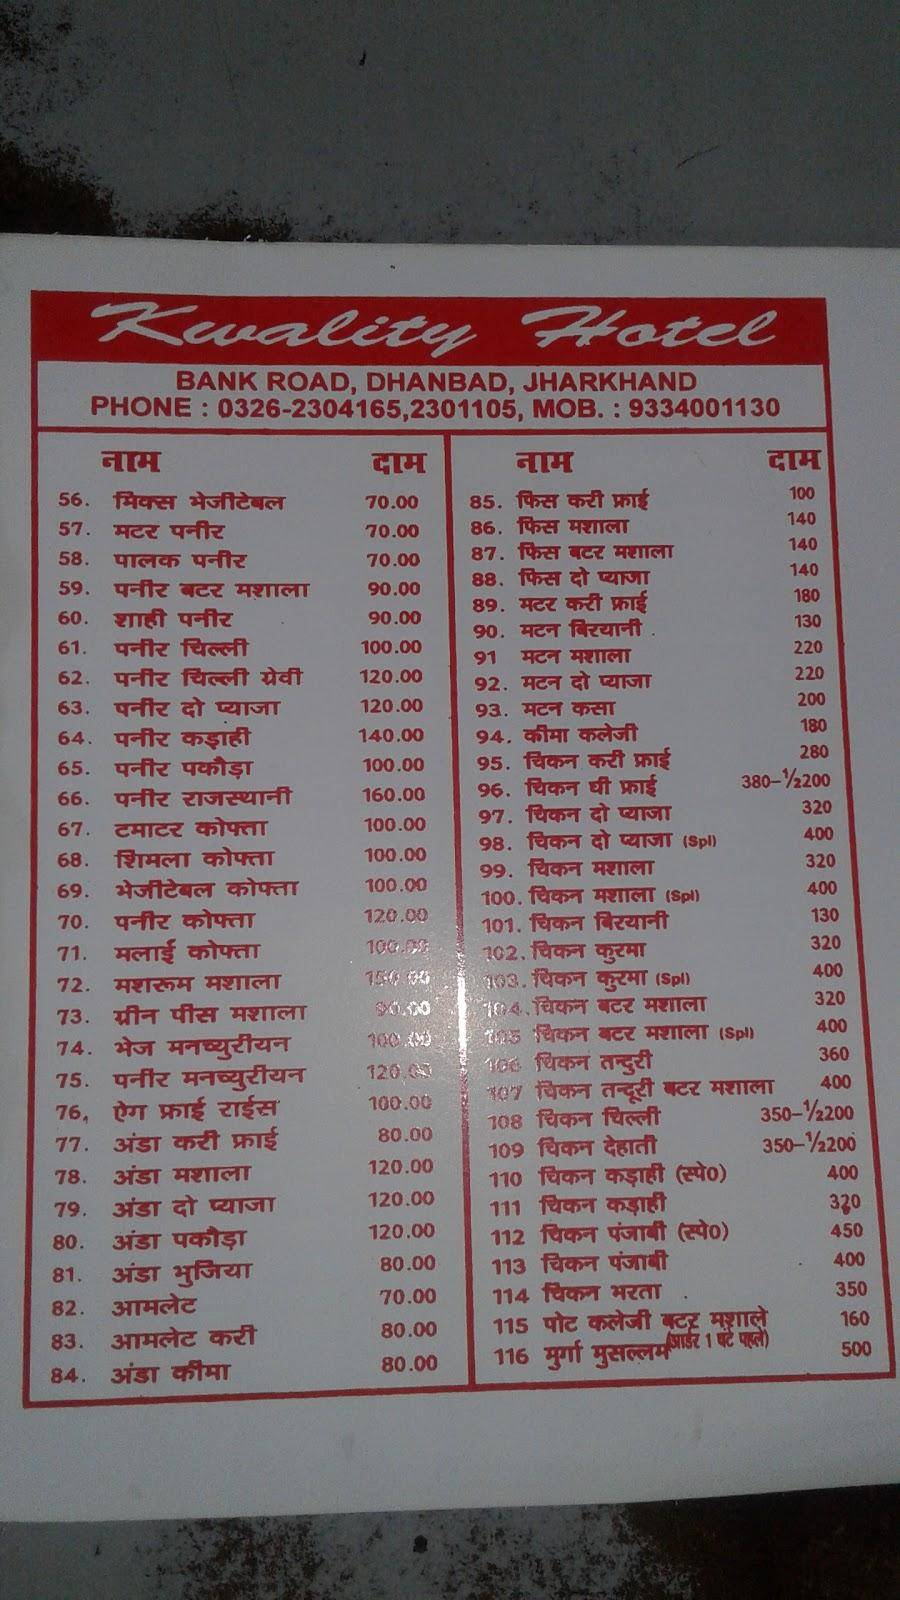 Kwality Hotel
BANK ROAD, DHANBAD, JHARKHAND
PHONE : 0326-2304165,2301105, MOB. : 9334001130
नाम दाम
56. मिक्स भेजीटेबल 70.00
57. मटर पनीर 70.00
58. पालक पनीर 70.00
59. पनीर बटर मशाला 90.00
60. शाही पनीर 90.00
61. पनीर चिल्ली 100.00
62. पनीर चिल्ली ग्रेवी 120.00
63. पनीर दो प्याजा 120.00
64. पनीर कड़ाही 140.00
65. पनीर पकौड़ा 100.00
66. पनीर राजस्थानी 160.00
67. टमाटर कोफ्ता 100.00
68. शिमला कोफ्ता 100.00
69. भेजीटेबल कोफ्ता 100.00
70. पनीर कोफ्ता 120.00
71. मलाई कोफ्ता 100.00
72. मशरूम मशाला 150.00
73. ग्रीन पीस मशाला 90.00
74. भेज मनच्युरीयन 100.00
75. पनीर मनच्युरीयन 120.00
76, ऐग फ्राई राईस 100.00
77. अंडा करी फ्राई 80.00
78. अंडा मशाला 120.00
79. अंडा दो प्याजा 120.00
80. अंडा पकौड़ा 120.00
81. अंडा भुजिया 80.00
82. आमलेट 70.00
83. आमलेट करी 80.00
84. अंडा कीमा 80.00
नाम दाम
85. फिस करी फ्राई 100
86. फिस मशाला 140
87. फिस बटर मशाला 140
88. फिस दो प्याजा 140
89. मटर करी फ्राई 180
90. मटन बिरयानी 130
91 मटन मशाला 220
92. मटन दो प्याजा 220
93. मटन कसा 200
94. कीमा कलेजी 180
95. चिकन करी फ्राई 280
96. चिकन घी फ्राई 380-½200
97. चिकन दो प्याजा 320
98. चिकन दो प्याजा (Spl) 400
99. चिकन मशाला 320
100. चिकन मशाला (Spl) 400
101. चिकन बिरयानी 130
102. चिकन कुरमा 320
103. चिकन कुरमा (Spl) 400
104. चिकन बटर मशाला 320
105 चिकन बटर मशाला (Spl) 400
106 चिकन तन्दुरी 360
107 चिकन तन्दूरी बटर मशाला 400
108 चिकन चिल्ली 350-½200
109 चिकन देहाती 350-½200
110 चिकन कड़ाही (स्पे0) 400
111 चिकन कड़ाही 320
112 चिकन पंजाबी (स्पे0) 450
113 चिकन पंजाबी 400
114 चिकन भरता 350
115 पोट कलेजी बटर मशाले 160
116 मुर्गा मुसल्लम (आर्डर 1 घंटे पहले) 500